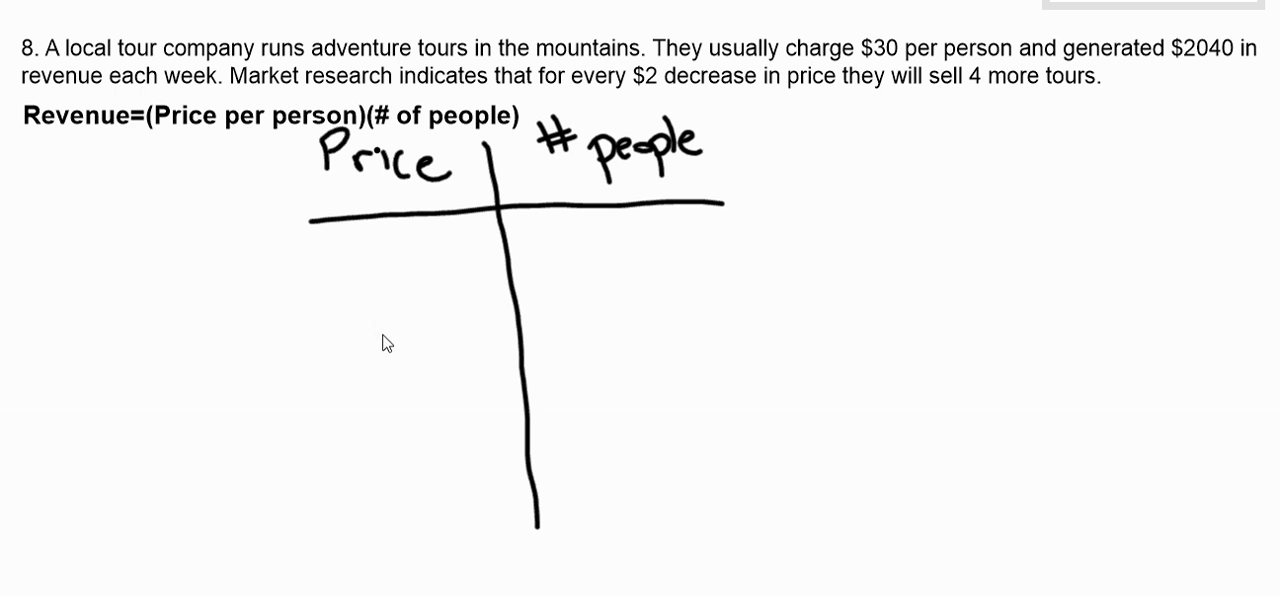 8. A local tour company runs adventure tours in the mountains. They usually charge $30 per person and generated $2040 in
revenue each week. Market research indicates that for every $2 decrease in price they will sell 4 more tours.
Revenue=(Price per person)(# of people)
Price # people